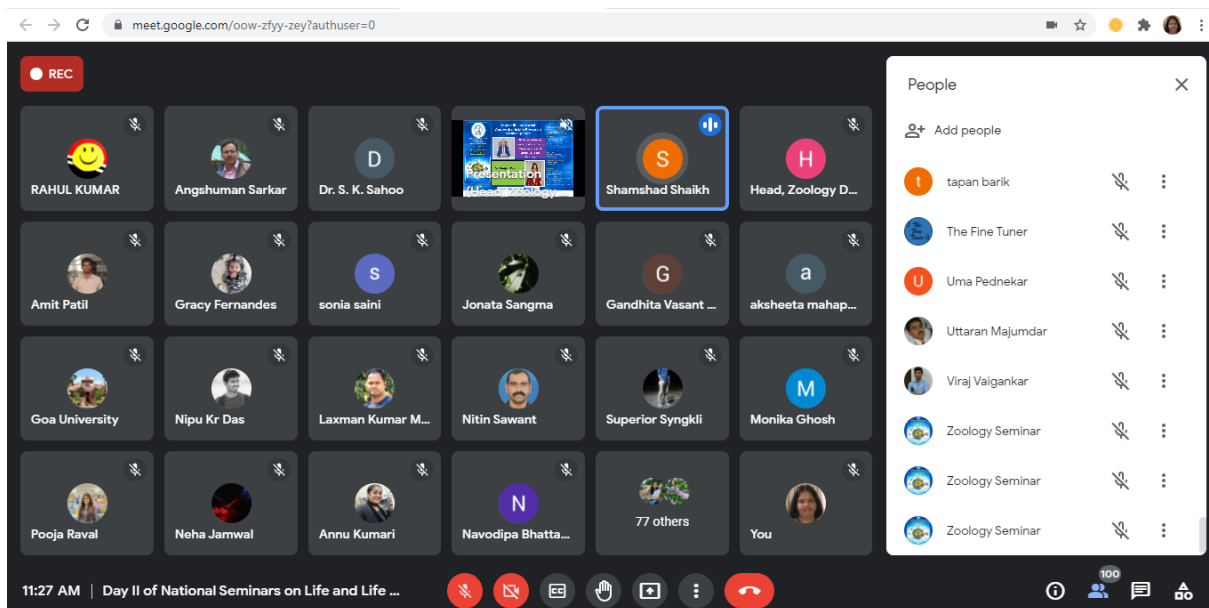 meet.google.com/oow-zfyy-zey?authuser=0
REC
People
Add people
RAHUL KUMAR
Angshuman Sarkar
D
Dr. S. K. Sahoo
Presentation
(Head, Zoology...
S
Shamshad Shaikh
H
Head, Zoology D...
t
tapan barik
The Fine Tuner
U
Uma Pednekar
Uttaran Majumdar
Viraj Vaigankar
Zoology Seminar
Zoology Seminar
Zoology Seminar
Amit Patil
Gracy Fernandes
s
sonia saini
Jonata Sangma
G
Gandhita Vasant ...
a
aksheeta mahap...
Goa University
Nipu Kr Das
Laxman Kumar M...
Nitin Sawant
Superior Syngkli
M
Monika Ghosh
Pooja Raval
Neha Jamwal
Annu Kumari
N
Navodipa Bhatta...
77 others
You
11:27 AM | Day II of National Seminars on Life and Life ...
CC
100